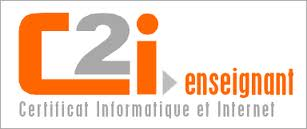 C2i enseignant
Certificat Informatique et Internet